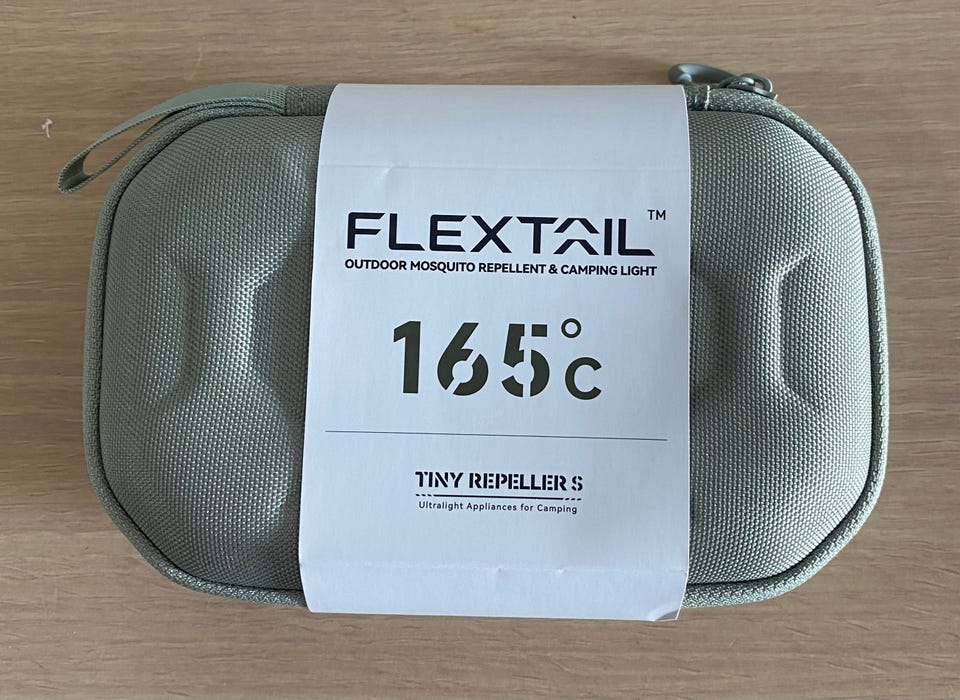 FLEXTAIL™
OUTDOOR MOSQUITO REPELLENT & CAMPING LIGHT
165°C
TINY REPELLER S
Ultralight Appliances for Camping